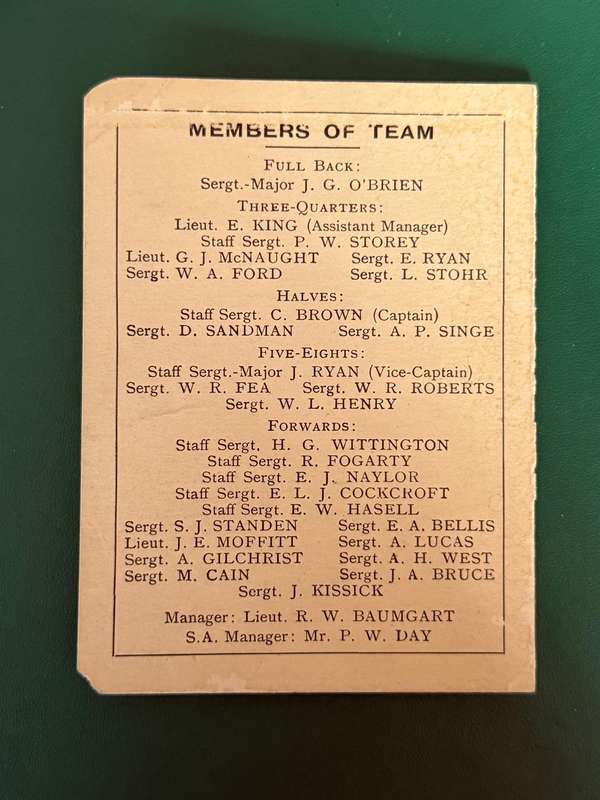 MEMBERS OF TEAM
FULL BACK:
Sergt.-Major J. G. O'BRIEN
THREE-QUARTERS:
Lieut. E. KING (Assistant Manager)
Staff Sergt. P. W. STOREY
Lieut. G. J. McNAUGHT Sergt. E. RYAN
Sergt. W. A. FORD Sergt. L. STOHR
HALVES:
Staff Sergt. C. BROWN (Captain)
Sergt. D. SANDMAN Sergt. A. P. SINGE
FIVE-EIGHTS:
Staff Sergt.-Major J. RYAN (Vice-Captain)
Sergt. W. R. FEA Sergt. W. R. ROBERTS
Sergt. W. L. HENRY
FORWARDS:
Staff Sergt. H. G. WITTINGTON
Staff Sergt. R. FOGARTY
Staff Sergt. E. J. NAYLOR
Staff Sergt. E. L. J. COCKCROFT
Staff Sergt. E. W. HASELL
Sergt. S. J. STANDEN Sergt. E. A. BELLIS
Lieut. J. E. MOFFITT Sergt. A. LUCAS
Sergt. A. GILCHRIST Sergt. A. H. WEST
Sergt. M. CAIN Sergt. J. A. BRUCE
Sergt. J. KISSICK
Manager: Lieut. R. W. BAUMGART
S.A. Manager: Mr. P. W. DAY